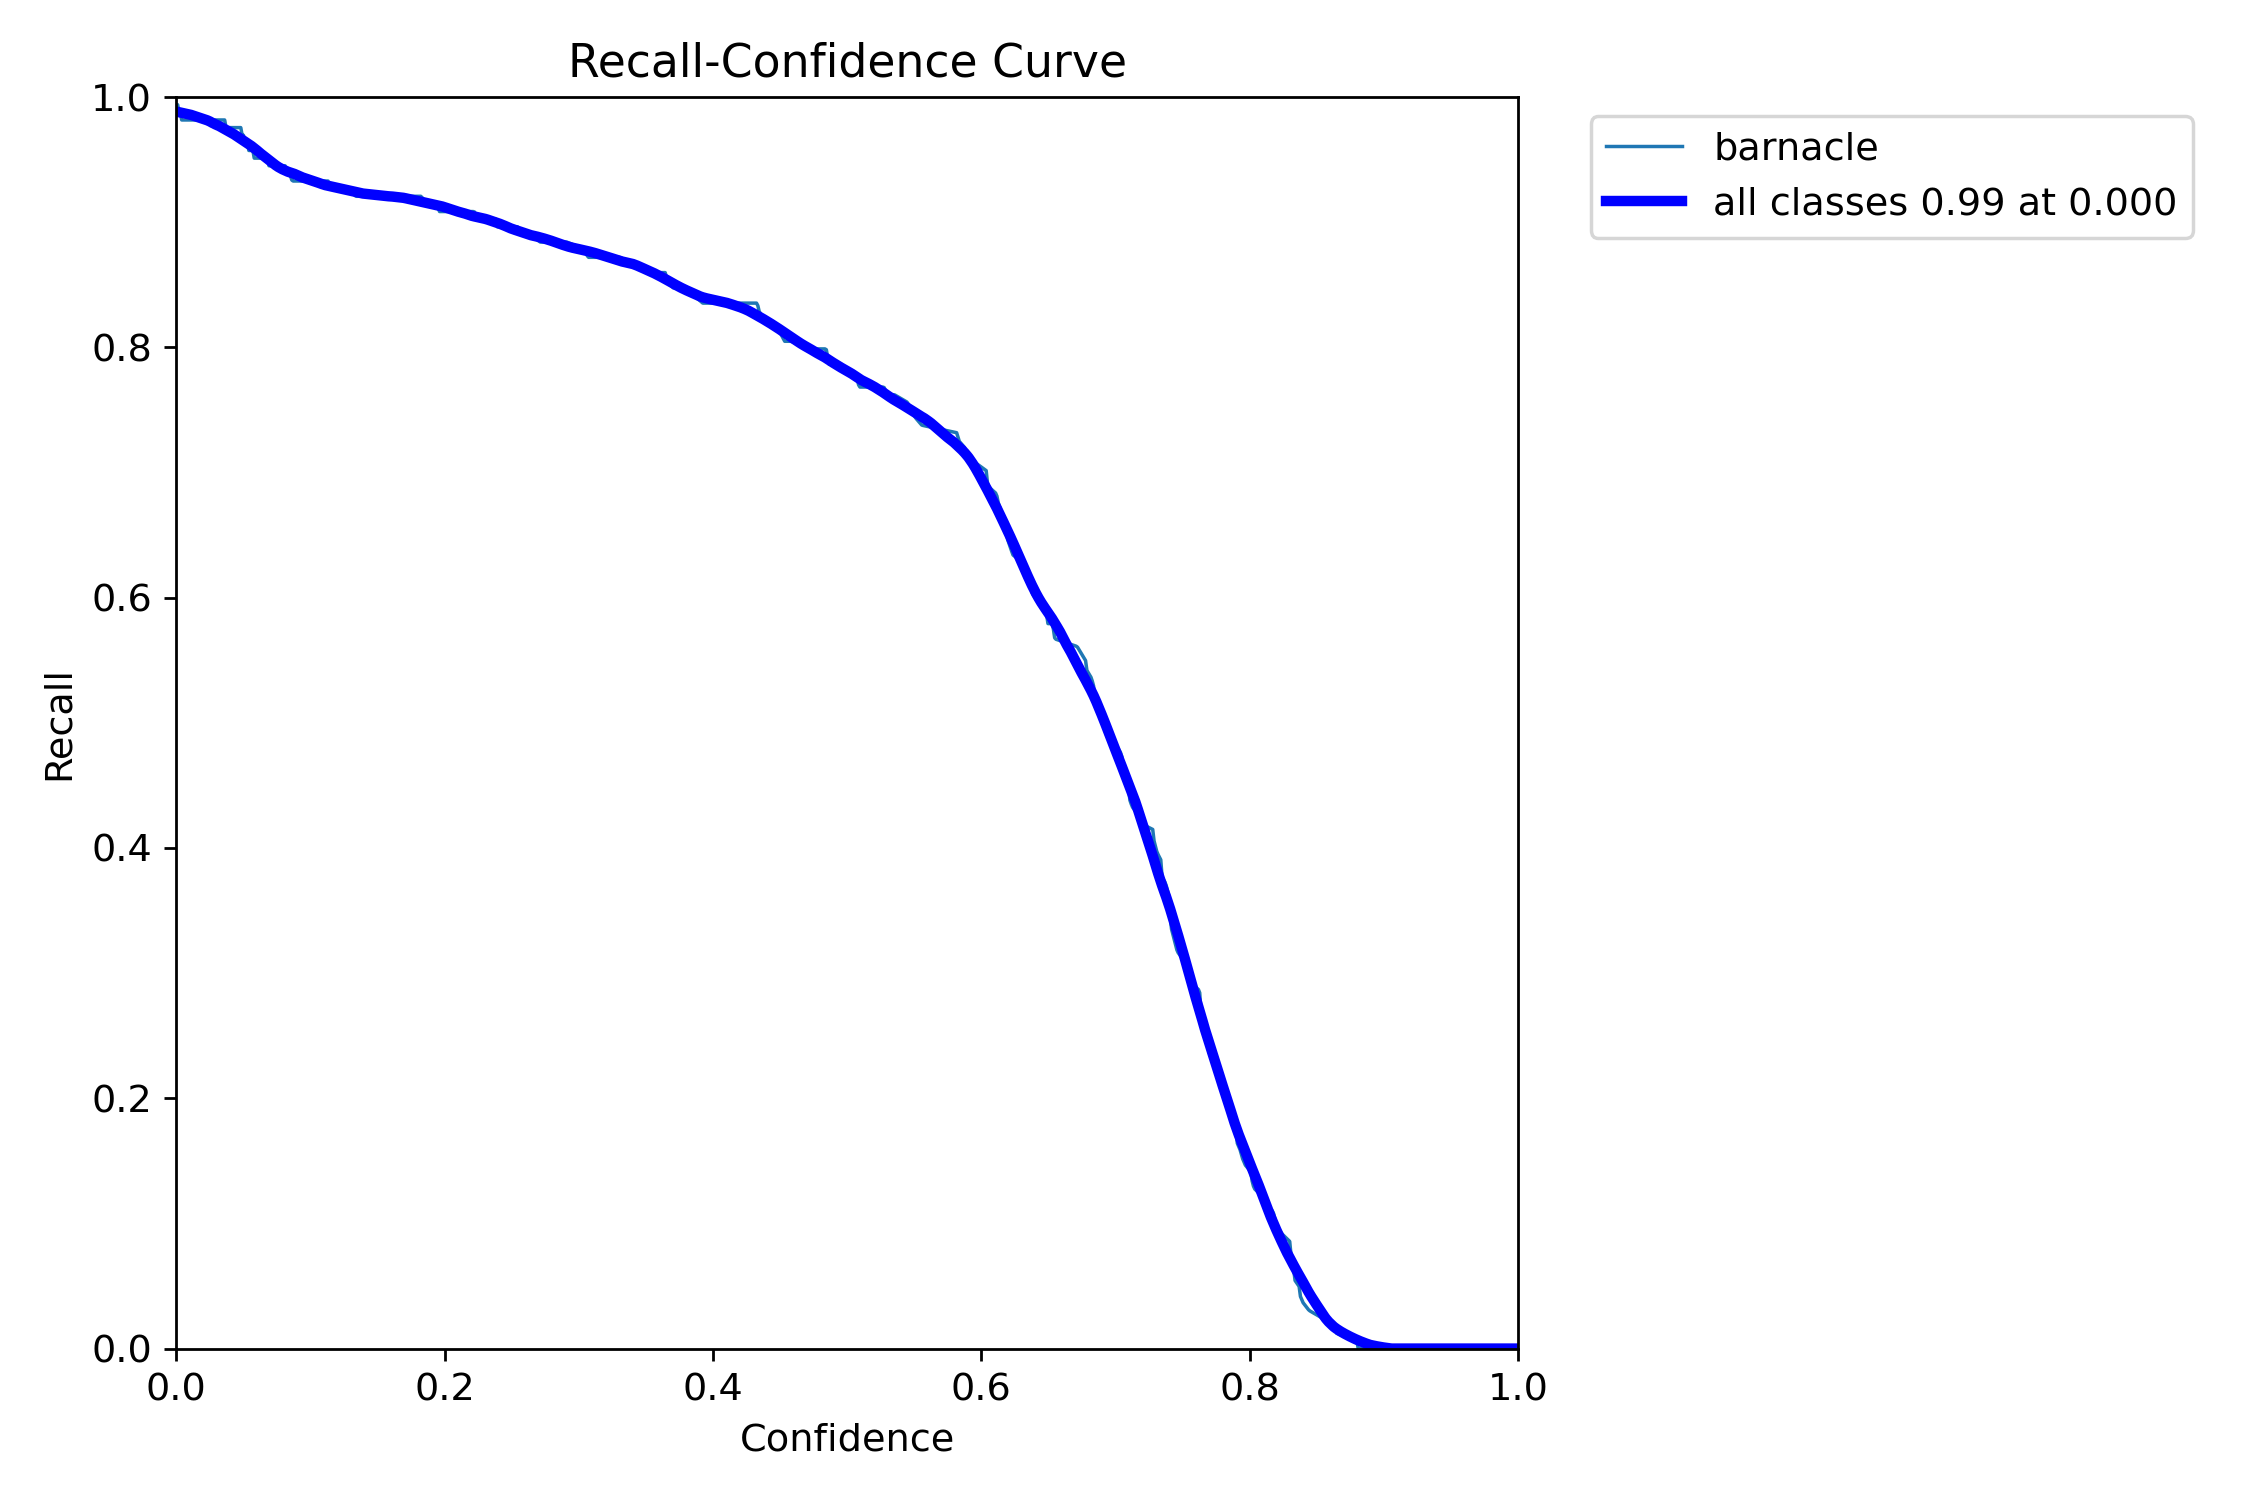 Recall-Confidence Curve
barnacle
all classes 0.99 at 0.000
1.0
0.8
0.6
0.4
0.2
0.0
Recall
0.0 0.2 0.4 0.6 0.8 1.0
Confidence